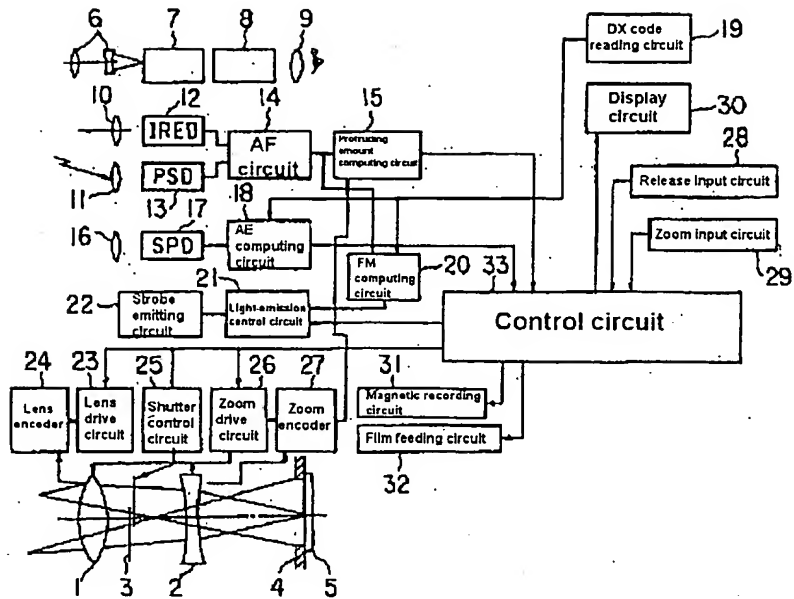 6
7
8
9
DX code
reading circuit
19
Display
circuit
30
10
12
IRED
14
AF
circuit
15
Protruding
amount computing circuit
28
Release input circuit
11
PSD
13
17
18
16
SPD
AE
computing
circuit
Zoom input circuit
29
FM
computing
circuit
20
33
Control circuit
21
22
Strobe
emitting
circuit
Light-emission
control circuit
24
23
25
26
27
Lens
encoder
Lens
drive
circuit
Shutter
control
circuit
Zoom
drive
circuit
Zoom
encoder
31
Magnetic recording
circuit
Film feeding circuit
32
1
3
2
4
5